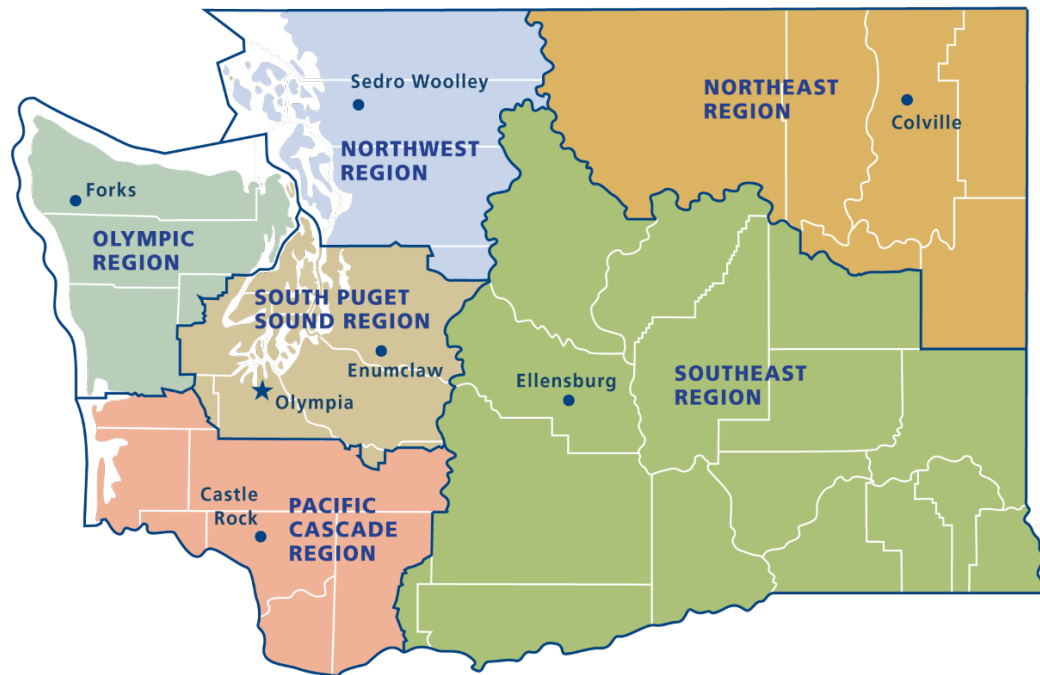 Sedro Woolley
NORTHEAST
REGION
Colville
NORTHWEST
REGION
Forks
OLYMPIC
REGION
SOUTH PUGET
SOUND REGION
Enumclaw
Olympia
Ellensburg
SOUTHEAST
REGION
Castle
Rock
PACIFIC
CASCADE
REGION